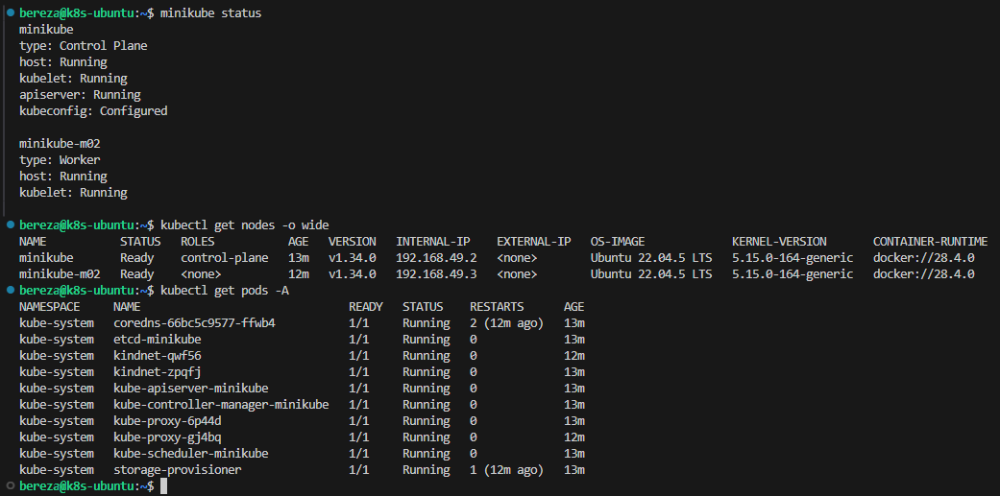 bereza@k8s-ubuntu:~$ minikube status
minikube
type: Control Plane
host: Running
kubelet: Running
apiserver: Running
kubeconfig: Configured

minikube-m02
type: Worker
host: Running
kubelet: Running

bereza@k8s-ubuntu:~$ kubectl get nodes -o wide
NAME STATUS ROLES AGE VERSION INTERNAL-IP EXTERNAL-IP OS-IMAGE KERNEL-VERSION CONTAINER-RUNTIME
minikube Ready control-plane 13m v1.34.0 192.168.49.2 <none> Ubuntu 22.04.5 LTS 5.15.0-164-generic docker://28.4.0
minikube-m02 Ready <none> 12m v1.34.0 192.168.49.3 <none> Ubuntu 22.04.5 LTS 5.15.0-164-generic docker://28.4.0
bereza@k8s-ubuntu:~$ kubectl get pods -A
NAMESPACE NAME READY STATUS RESTARTS AGE
kube-system coredns-66bc5c9577-ffwb4 1/1 Running 2 (12m ago) 13m
kube-system etcd-minikube 1/1 Running 0 13m
kube-system kindnet-qwf56 1/1 Running 0 12m
kube-system kindnet-zpqfj 1/1 Running 0 13m
kube-system kube-apiserver-minikube 1/1 Running 0 13m
kube-system kube-controller-manager-minikube 1/1 Running 0 13m
kube-system kube-proxy-6p44d 1/1 Running 0 13m
kube-system kube-proxy-gj4bq 1/1 Running 0 12m
kube-system kube-scheduler-minikube 1/1 Running 0 13m
kube-system storage-provisioner 1/1 Running 1 (12m ago) 13m
bereza@k8s-ubuntu:~$